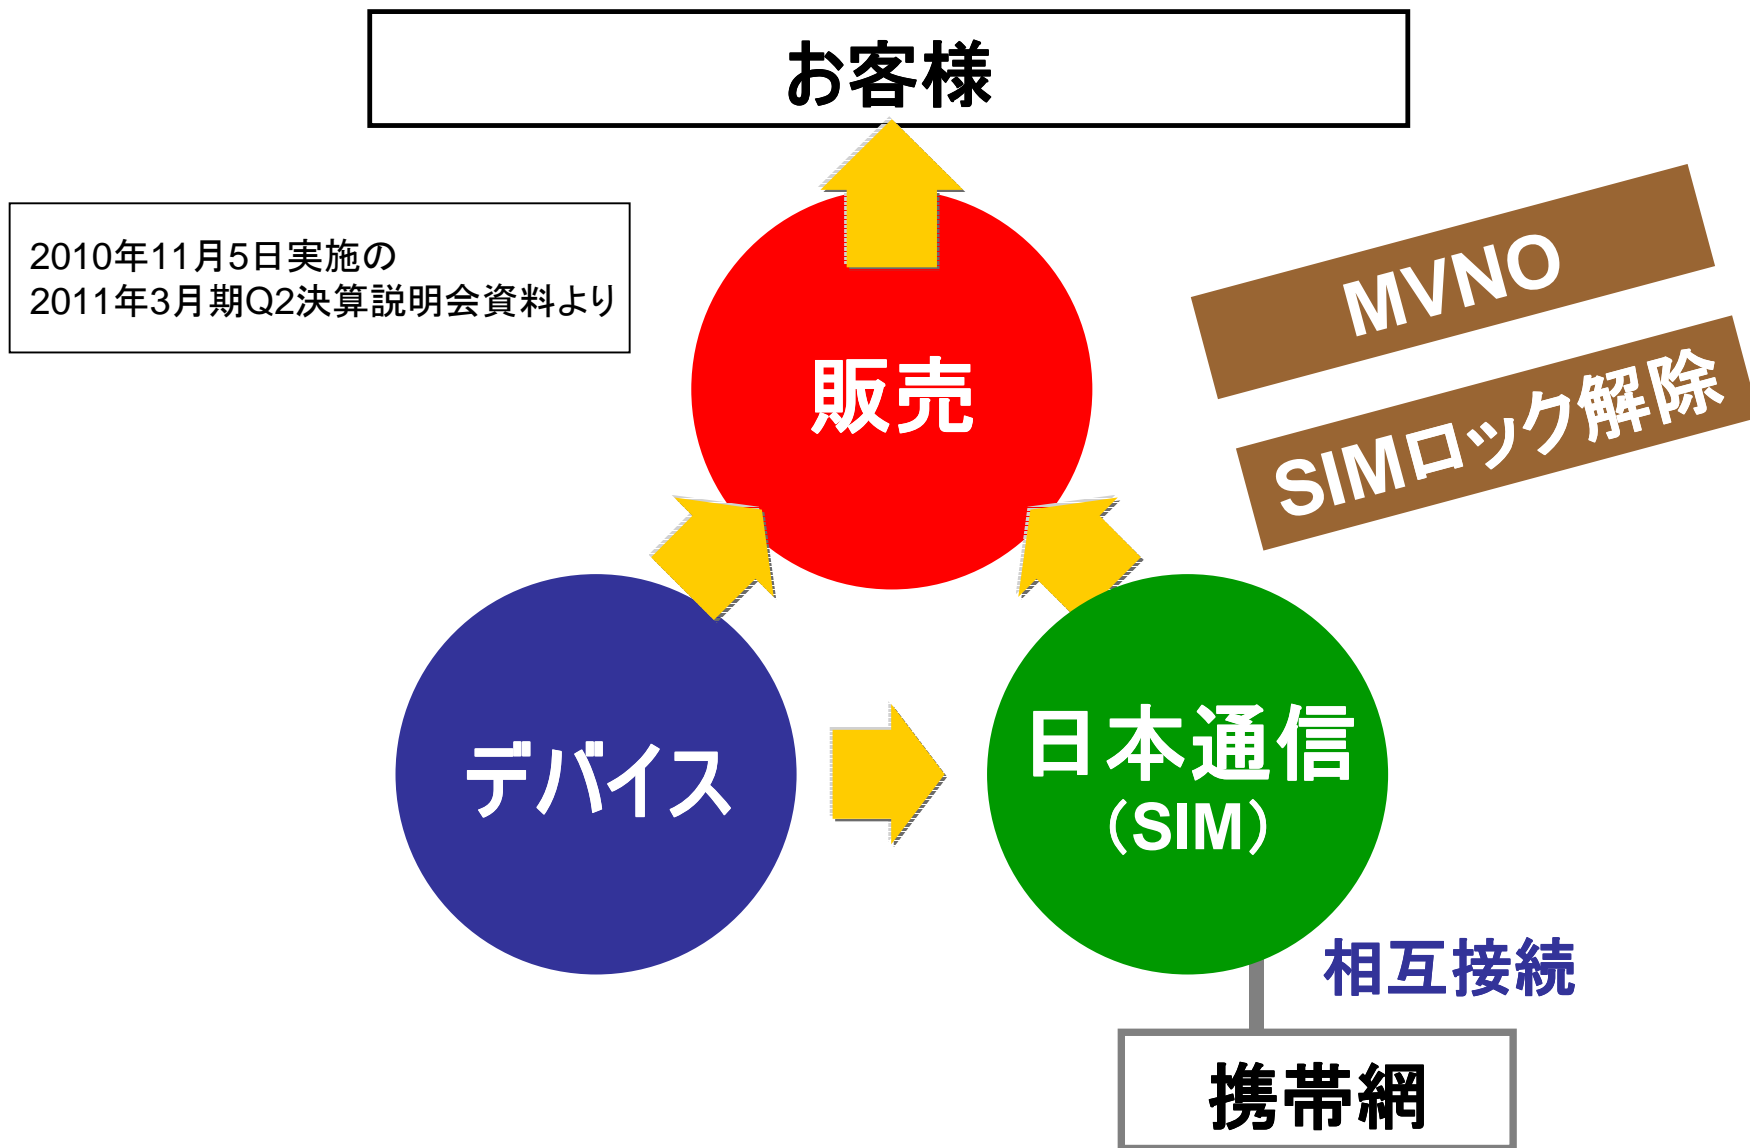 お客様
2010年11月5日実施の
2011年3月期Q2決算説明会資料より
MVNO
SIMロック解除
販売
デバイス
日本通信
（SIM）
相互接続
携帯網